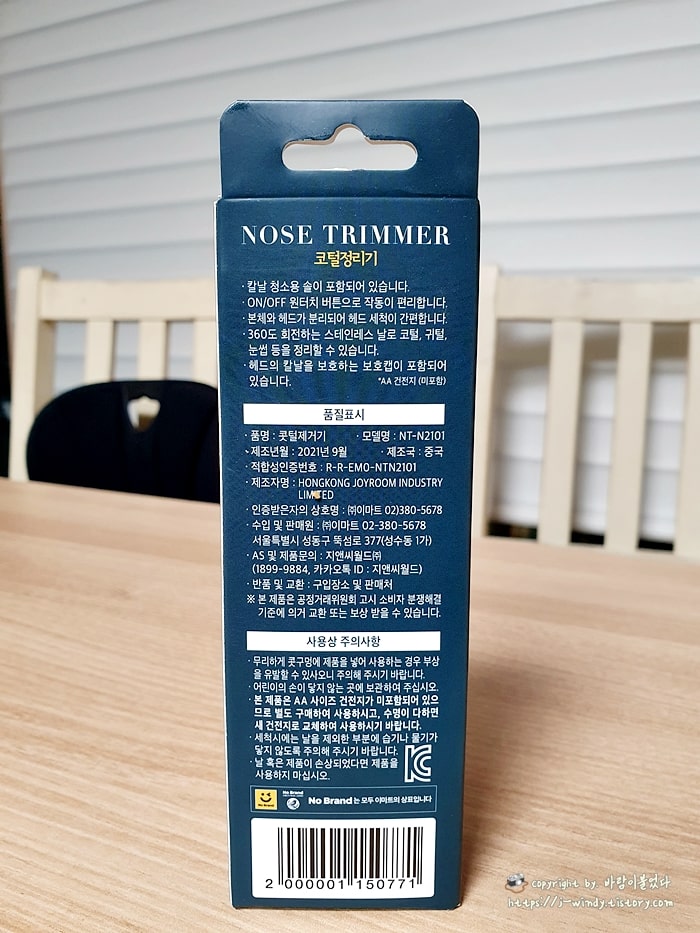 NOSE TRIMMER
코털정리기
· 칼날 청소용 솔이 포함되어 있습니다.
· ON/OFF 원터치 버튼으로 작동이 편리합니다.
· 본체와 헤드가 분리되어 헤드 세척이 간편합니다.
· 360도 회전하는 스테인레스 날로 코털, 귀털,
눈썹 등을 정리할 수 있습니다.
· 헤드의 칼날을 보호하는 보호캡이 포함되어
있습니다. *AA 건전지 (미포함)
품질표시
· 품명 : 콧털제거기 · 모델명 : NT-N2101
· 제조년월 : 2021년 9월 · 제조국 : 중국
· 적합성인증번호 : R-R-EMO-NTN2101
· 제조자명 : HONGKONG JOYROOM INDUSTRY
LIMITED
· 인증받은자의 상호명 : ㈜이마트 02)380-5678
· 수입 및 판매원 : ㈜이마트 02-380-5678
서울특별시 성동구 뚝섬로 377(성수동 1가)
· AS 및 제품문의 : 지앤씨월드㈜
(1899-9884, 카카오톡 ID : 지앤씨월드)
· 반품 및 교환 : 구입장소 및 판매처
※ 본 제품은 공정거래위원회 고시 소비자 분쟁해결
기준에 의거 교환 또는 보상 받을 수 있습니다.
사용상 주의사항
· 무리하게 콧구멍에 제품을 넣어 사용하는 경우 부상
을 유발할 수 있사오니 주의해 주시기 바랍니다.
· 어린이의 손이 닿지 않는 곳에 보관하여 주십시오.
· 본 제품은 AA 사이즈 건전지가 미포함되어 있으
므로 별도 구매하여 사용하시고, 수명이 다하면
새 건전지로 교체하여 사용하시기 바랍니다.
· 세척시에는 날을 제외한 부분에 습기나 물기가
닿지 않도록 주의해 주시기 바랍니다.
· 날 혹은 제품이 손상되었다면 제품을
사용하지 마십시오.
No Brand
No Brand
No Brand는 모두 이마트의 상표입니다
2 000001 150771
copyright by. 바람이불었다
https://j-windy.tistory.com